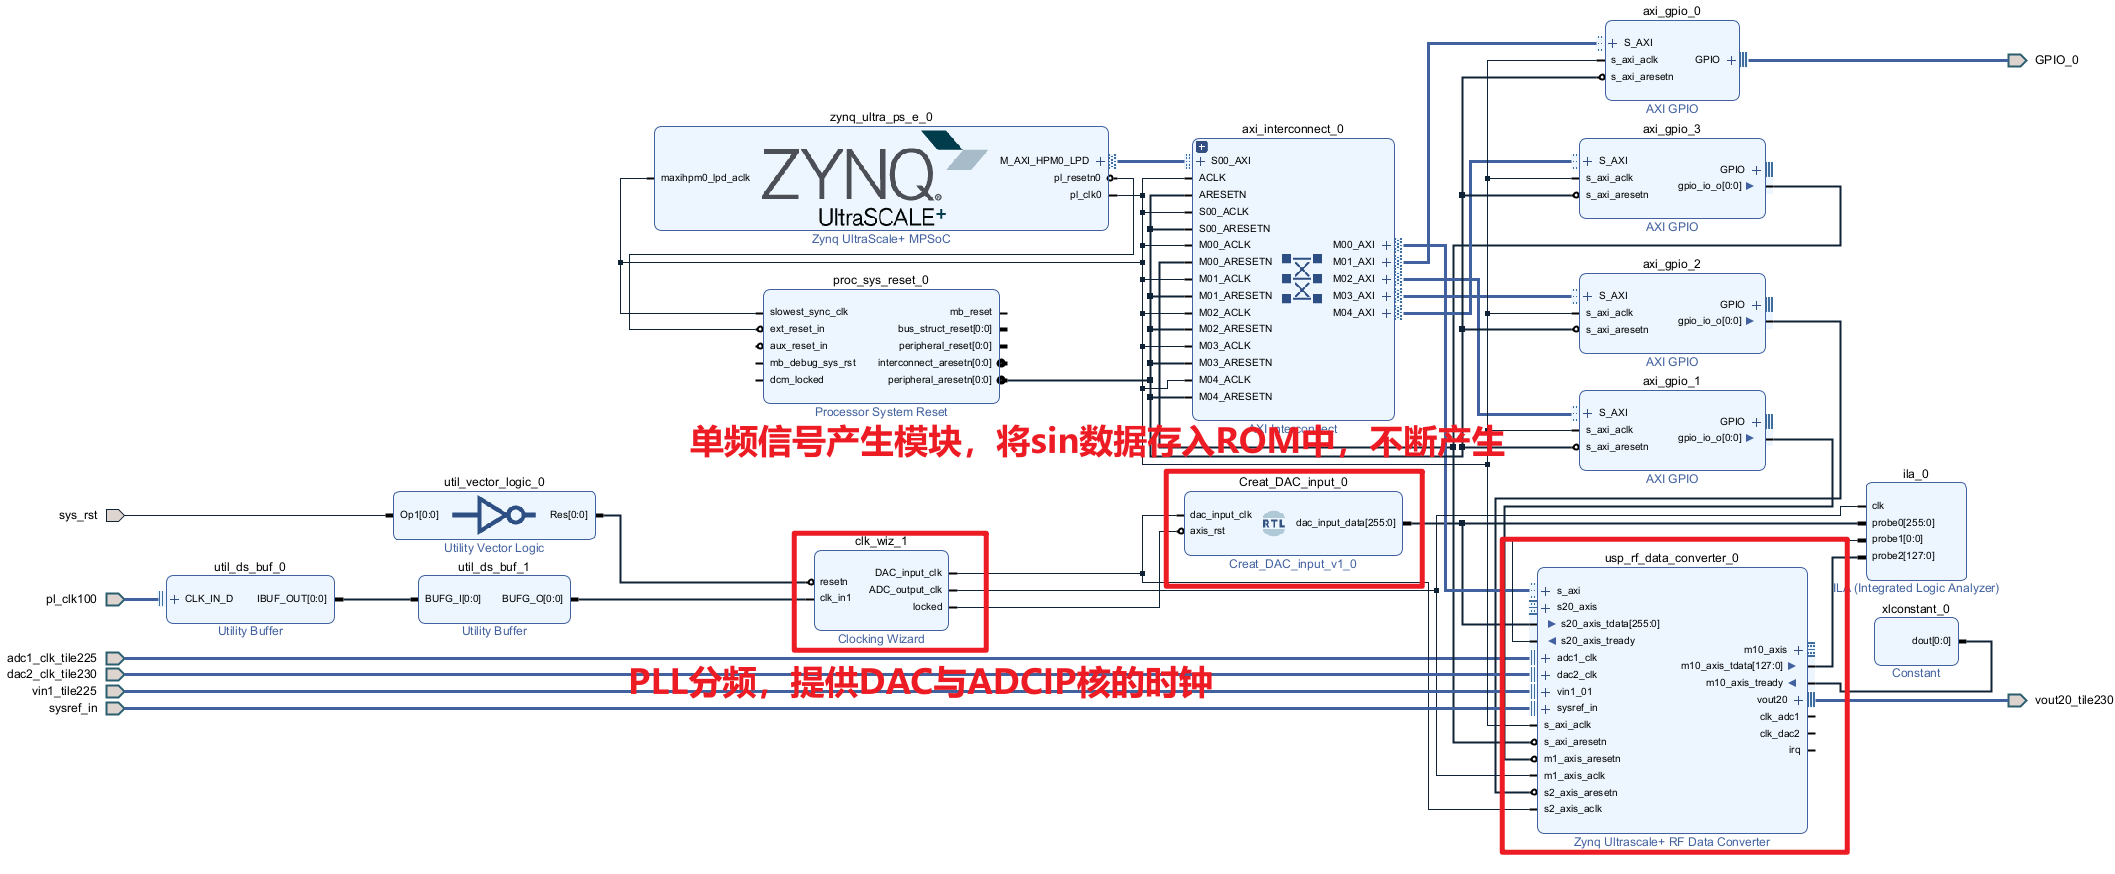 axi_gpio_0
S_AXI
s_axi_aclk
s_axi_aresetn
GPIO
AXI GPIO
GPIO_0
zynq_ultra_ps_e_0
maxihpm0_lpd_aclk
ZYNQ
UltraSCALE+
M_AXI_HPM0_LPD
pl_resetn0
pl_clk0
Zynq UltraScale+ MPSoC
axi_interconnect_0
S00_AXI
ACLK
ARESETN
S00_ACLK
S00_ARESETN
M00_ACLK
M00_ARESETN
M01_ACLK
M01_ARESETN
M02_ACLK
M02_ARESETN
M03_ACLK
M03_ARESETN
M04_ACLK
M04_ARESETN
M00_AXI
M01_AXI
M02_AXI
M03_AXI
M04_AXI
AXI Interconnect
axi_gpio_3
S_AXI
s_axi_aclk
s_axi_aresetn
GPIO
gpio_io_o[0:0]
AXI GPIO
axi_gpio_2
S_AXI
s_axi_aclk
s_axi_aresetn
GPIO
gpio_io_o[0:0]
AXI GPIO
axi_gpio_1
S_AXI
s_axi_aclk
s_axi_aresetn
GPIO
gpio_io_o[0:0]
AXI GPIO
proc_sys_reset_0
slowest_sync_clk
ext_reset_in
aux_reset_in
mb_debug_sys_rst
dcm_locked
mb_reset
bus_struct_reset[0:0]
peripheral_reset[0:0]
interconnect_aresetn[0:0]
peripheral_aresetn[0:0]
Processor System Reset
单频信号产生模块，将sin数据存入ROM中，不断产生
sys_rst
util_vector_logic_0
Op1[0:0]
Res[0:0]
Utility Vector Logic
pl_clk100
util_ds_buf_0
CLK_IN_D
IBUF_OUT[0:0]
Utility Buffer
util_ds_buf_1
BUFG_I[0:0]
BUFG_O[0:0]
Utility Buffer
clk_wiz_1
resetn
clk_in1
DAC_input_clk
ADC_output_clk
locked
Clocking Wizard
Creat_DAC_input_0
dac_input_clk
axis_rst
RTL
dac_input_data[255:0]
Creat_DAC_input_v1_0
ila_0
clk
probe0[255:0]
probe1[0:0]
probe2[127:0]
ILA (Integrated Logic Analyzer)
xlconstant_0
dout[0:0]
Constant
adc1_clk_tile225
dac2_clk_tile230
vin1_tile225
sysref_in
PLL分频，提供DAC与ADCIP核的时钟
usp_rf_data_converter_0
s_axi
s20_axis
s20_axis_tdata[255:0]
s20_axis_tready
adc1_clk
dac2_clk
vin1_01
sysref_in
s_axi_aclk
s_axi_aresetn
m1_axis_aresetn
m1_axis_aclk
s2_axis_aresetn
s2_axis_aclk
m10_axis
m10_axis_tdata[127:0]
m10_axis_tready
vout20
clk_adc1
clk_dac2
irq
Zynq Ultrascale+ RF Data Converter
vout20_tile230